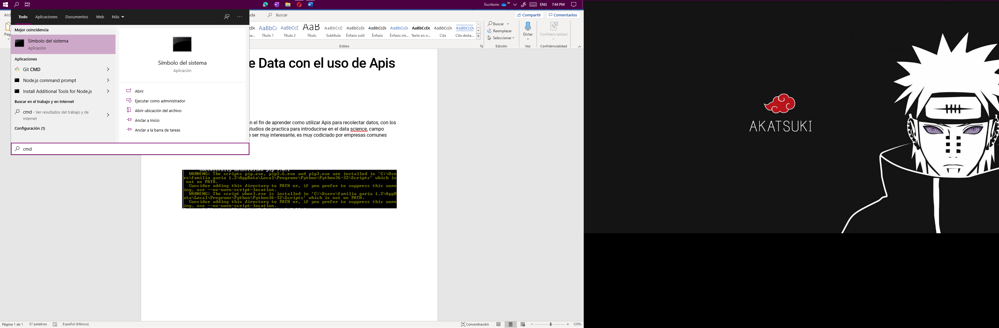 Escritorio
ENG
7:44 PM
Todo
Aplicaciones
Documentos
Web
Más
Buscar
Compartir
Comentarios
Mejor coincidencia
Símbolo del sistema
Aplicación
Aplicaciones
Git CMD
Node.js command prompt
Install Additional Tools for Node.js
Buscar en el trabajo y en Internet
cmd - Ver resultados del trabajo y de
Internet
Configuración (1)
cmd
Símbolo del sistema
Aplicación
Abrir
Ejecutar como administrador
Abrir ubicación del archivo
Anclar a Inicio
Anclar a la barra de tareas
AaBbCc AaBbCcD AaB AaBbCcD AaBbCcDc AaBbCcDc AaBbCcDc AaBbCcDc AaBbCcDc AaBbCcDc
Título 1 Título 2 Título Subtítulo Énfasis sutil Énfasis Énfasis int... Texto en n... Cita Cita desta...
Estilos
Buscar
Reemplazar
Seleccionar
Edición
Dictar
Voz
Confidencialidad
Confidencialidad
e Data con el uso de Apis
n el fin de aprender como utilizar Apis para recolectar datos, con los
studios de practica para introducirse en el data science, campo
e ser muy interesante, es muy codiciado por empresas comunes
Successfully uninstalled pip
WARNING: The scripts pip.exe, pip3.6.exe and pip3.exe are installed in 'C:\Use
rs\familia garia 1.2\AppData\Local\Programs\Python\Python36-32\Scripts' which is
not on PATH.
Consider adding this directory to PATH or, if you prefer to suppress this warn
ing, use --no-warn-script-location.
WARNING: The script wheel.exe is installed in 'C:\Users\familia garia 1.2\AppD
ata\Local\Programs\Python\Python36-32\Scripts' which is not on PATH.
Consider adding this directory to PATH or, if you prefer to suppress this warn
ing, use --no-warn-script-location.
Página 1 de 1
57 palabras
Español (México)
Concentración
120%
AKATSUKI